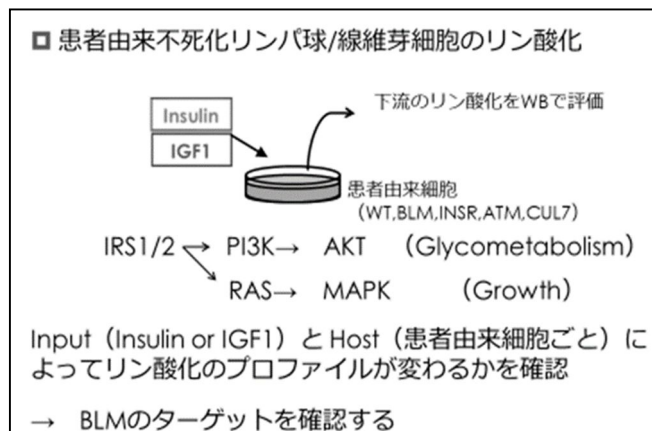 患者由来不死化リンパ球/線維芽細胞のリン酸化
下流のリン酸化をWBで評価
Insulin
IGF1
患者由来細胞
(WT,BLM,INSR,ATM,CUL7)
IRS1/2 → PI3K→ AKT (Glycometabolism)
RAS→ MAPK (Growth)
Input（Insulin or IGF1）と Host（患者由来細胞ごと）に
よってリン酸化のプロファイルが変わるかを確認
→ BLMのターゲットを確認する